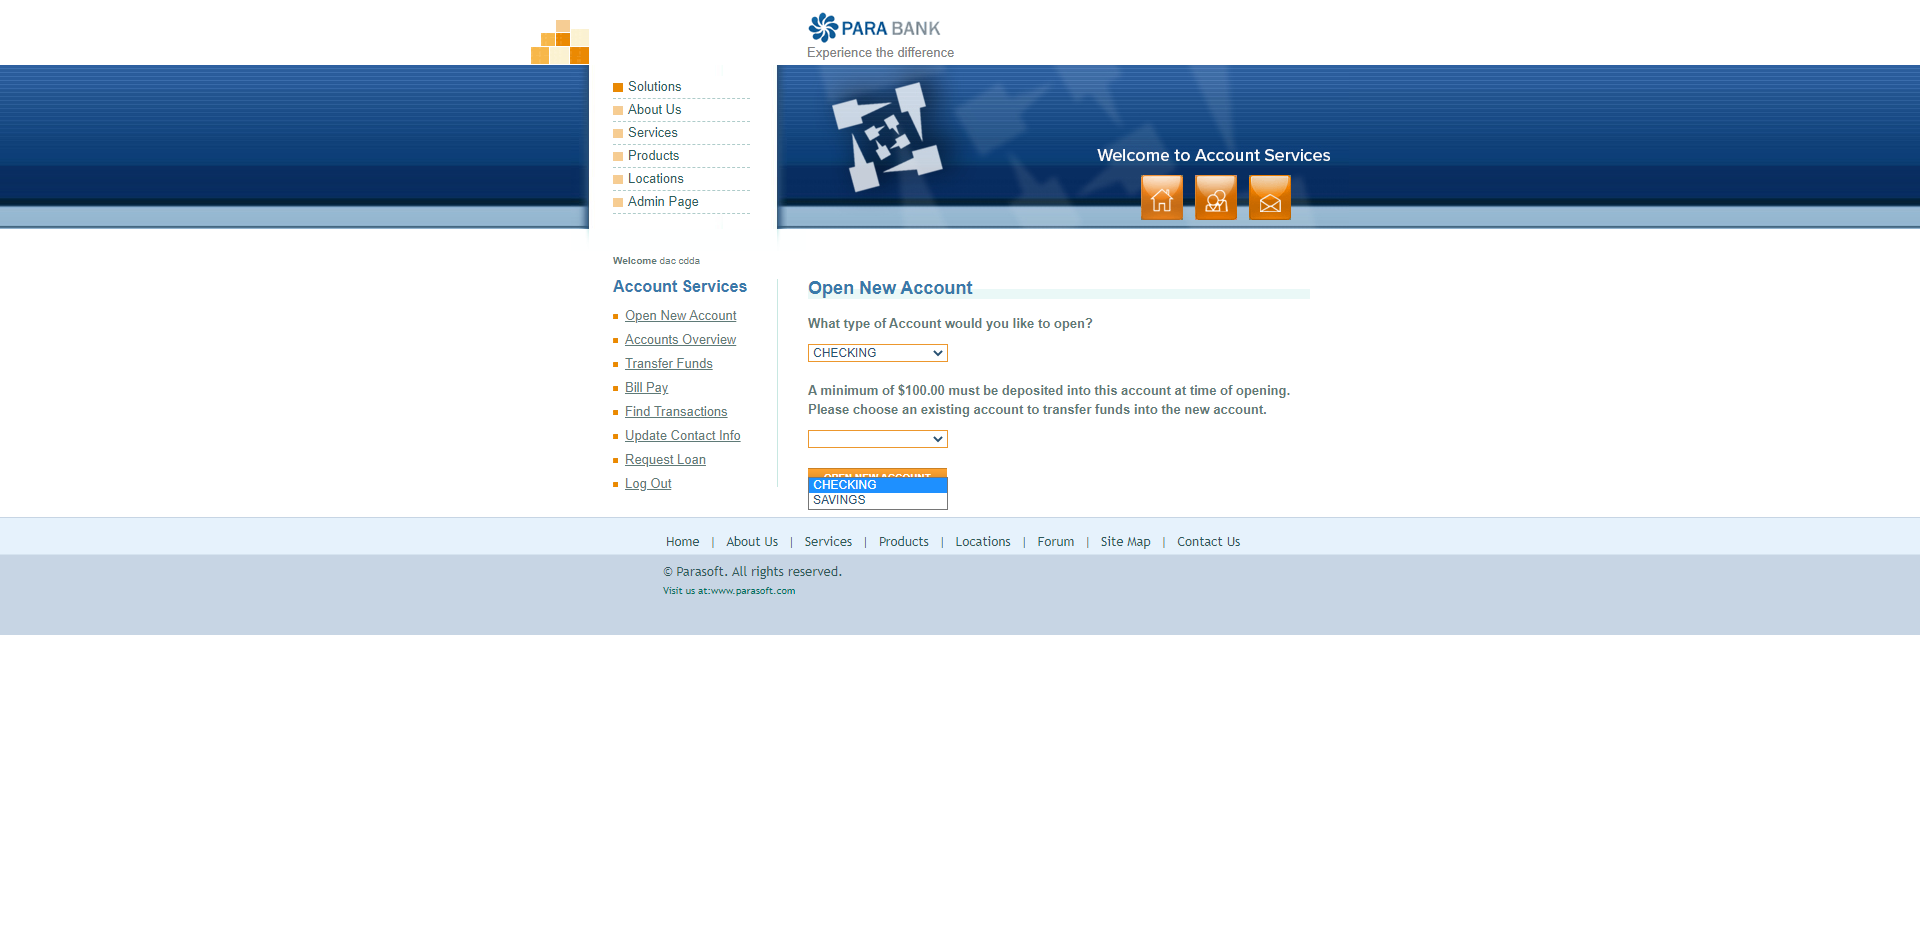 PARA BANK
Experience the difference
Solutions
About Us
Services
Products
Locations
Admin Page
Welcome to Account Services
Welcome dac cdda
Account Services
Open New Account
Accounts Overview
Transfer Funds
Bill Pay
Find Transactions
Update Contact Info
Request Loan
Log Out
Open New Account
What type of Account would you like to open?
CHECKING
A minimum of $100.00 must be deposited into this account at time of opening.
Please choose an existing account to transfer funds into the new account.
OPEN NEW ACCOUNT
CHECKING
SAVINGS
Home | About Us | Services | Products | Locations | Forum | Site Map | Contact Us
© Parasoft. All rights reserved.
Visit us at:www.parasoft.com